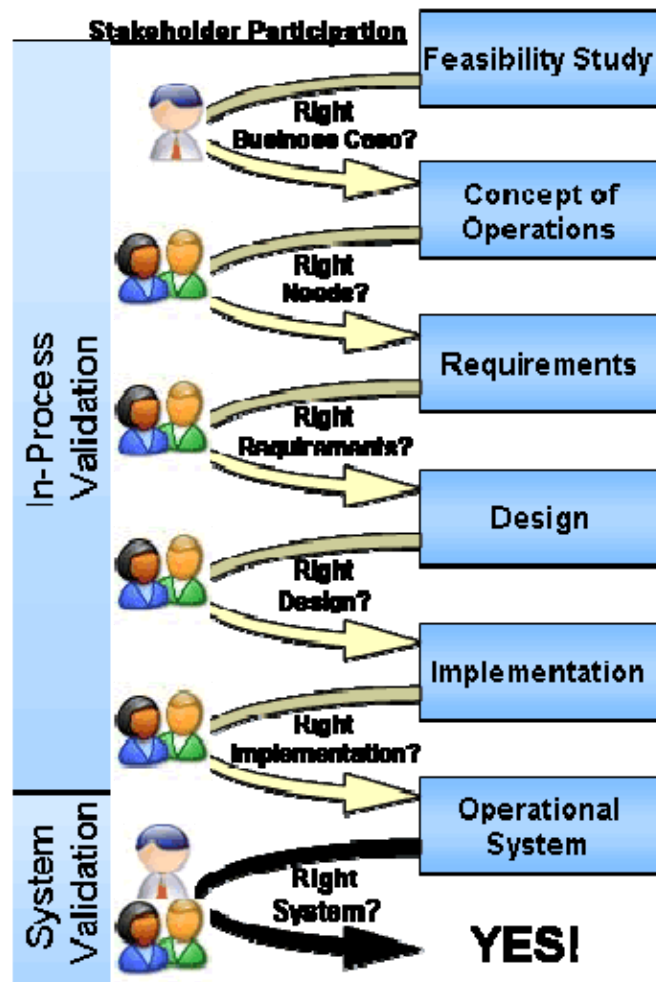 Stakeholder Participation
Feasibility Study
Right
Business Case?
Concept of
Operations
Right
Needs?
Requirements
Right
Requirements?
Design
Right
Design?
Implementation
Right
Implementation?
Operational
System
Right
System?
YES!
In-Process
Validation
System
Validation